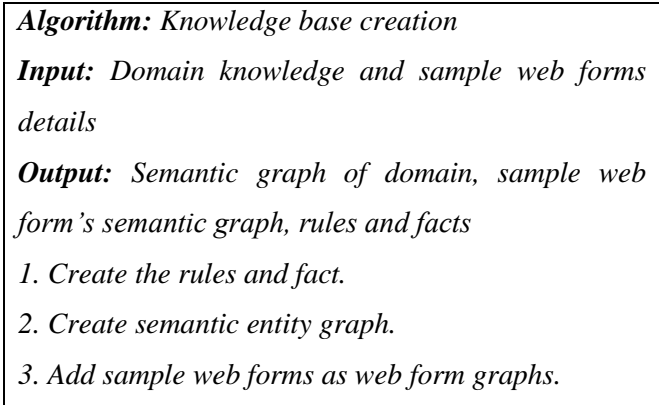 Algorithm: Knowledge base creation
Input: Domain knowledge and sample web forms
details
Output: Semantic graph of domain, sample web
form’s semantic graph, rules and facts
1. Create the rules and fact.
2. Create semantic entity graph.
3. Add sample web forms as web form graphs.